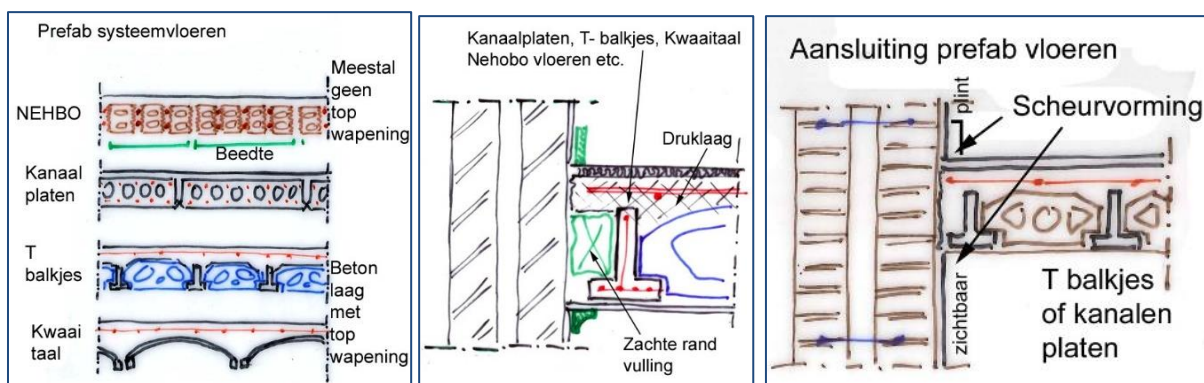 Prefab systeemvloeren
NEHBO
Meestal
geen
top
wapening
Beedte
Kanaal
platen
T
balkjes
Beton
laag
met
top
wapening
Kwaai
taal
Kanaalplaten, T- balkjes, Kwaaitaal
Nehobo vloeren etc.
Druklaag
Zachte rand
vulling
Aansluiting prefab vloeren
plint
Scheurvorming
zichtbaar
T balkjes
of kanalen
platen